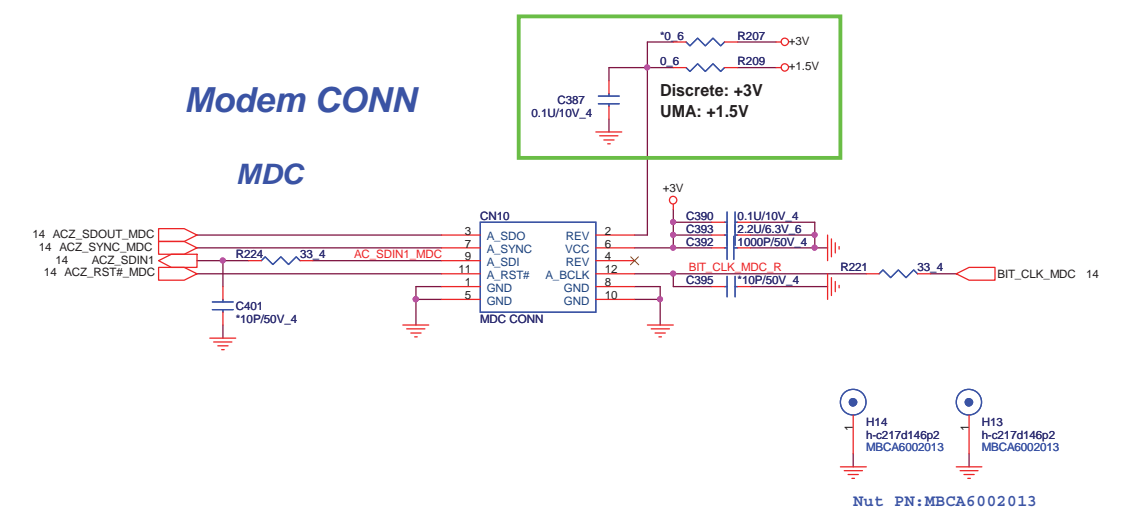 *0_6 R207 +3V
0_6 R209 +1.5V
Discrete: +3V
UMA: +1.5V
C387
0.1U/10V_4
Modem CONN
MDC
+3V
C390 0.1U/10V_4
C393 2.2U/6.3V_6
C392 1000P/50V_4
CN10
14 ACZ_SDOUT_MDC 3 A_SDO REV 2
14 ACZ_SYNC_MDC 7 A_SYNC VCC 6
14 ACZ_SDIN1 R224 33_4 AC_SDIN1_MDC 9 A_SDI REV 4
14 ACZ_RST#_MDC 11 A_RST# A_BCLK 12 BIT_CLK_MDC_R R221 33_4 BIT_CLK_MDC 14
1 GND GND 8 C395 *10P/50V_4
5 GND GND 10
MDC CONN
C401
*10P/50V_4
1 H14
h-c217d146p2
MBCA6002013
1 H13
h-c217d146p2
MBCA6002013
Nut PN:MBCA6002013